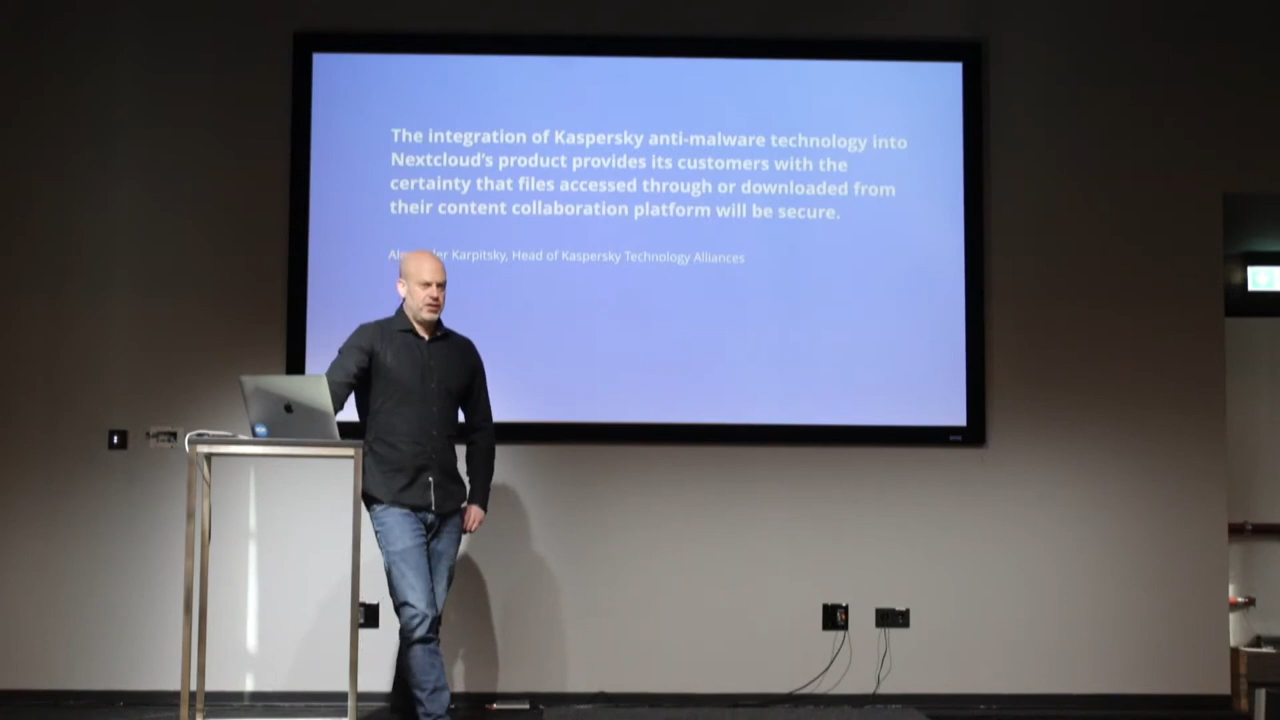 The integration of Kaspersky anti-malware technology into
Nextcloud's product provides its customers with the
certainty that files accessed through or downloaded from
their content collaboration platform will be secure.
Karpitsky, Head of Kaspersky Technology Alliances